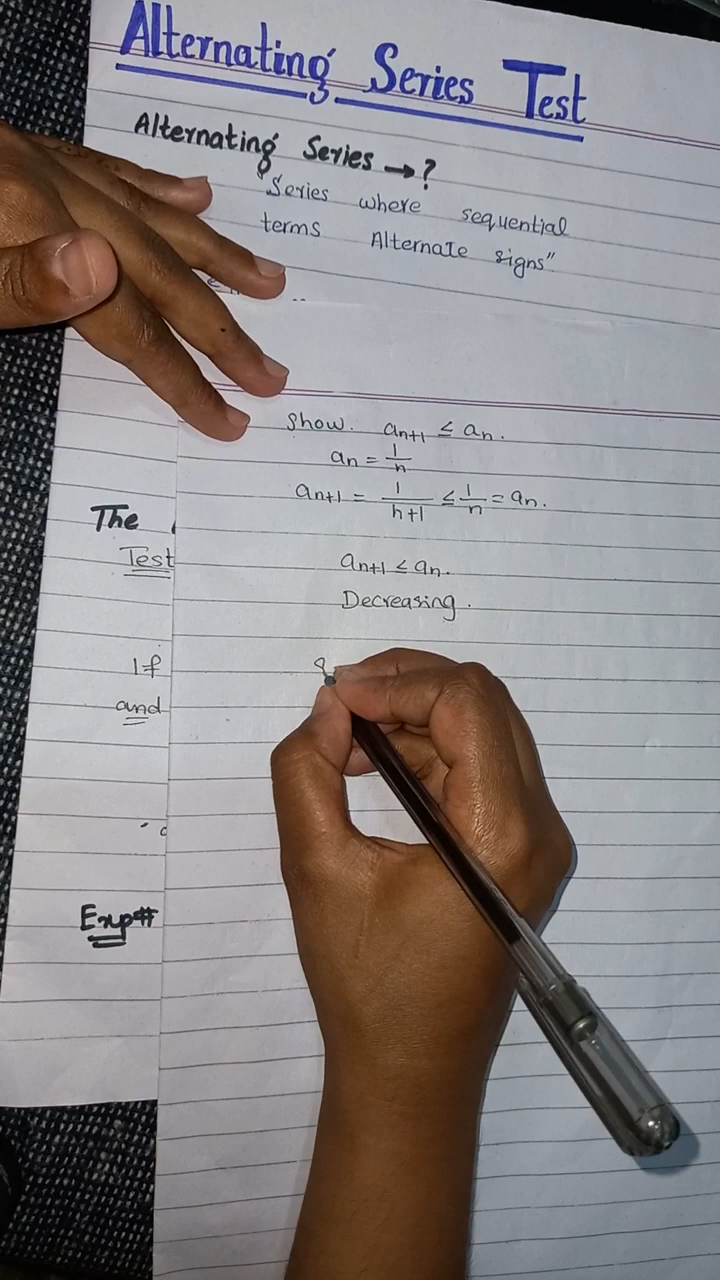 Alternating Series Test
Alternating Series → ?
"Series where sequential
terms Alternate signs"
Show. an+1 ≤ an.
an = 1/n
an+1 = 1/n+1 ≤ 1/n = an.
The
Test
an+1 ≤ an.
Decreasing.
If
and
Exp#